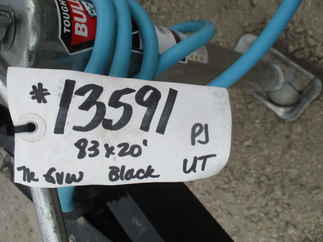 TOUGH
BUIL
*13591
PJ
83x20'
UT
7K GVW Black